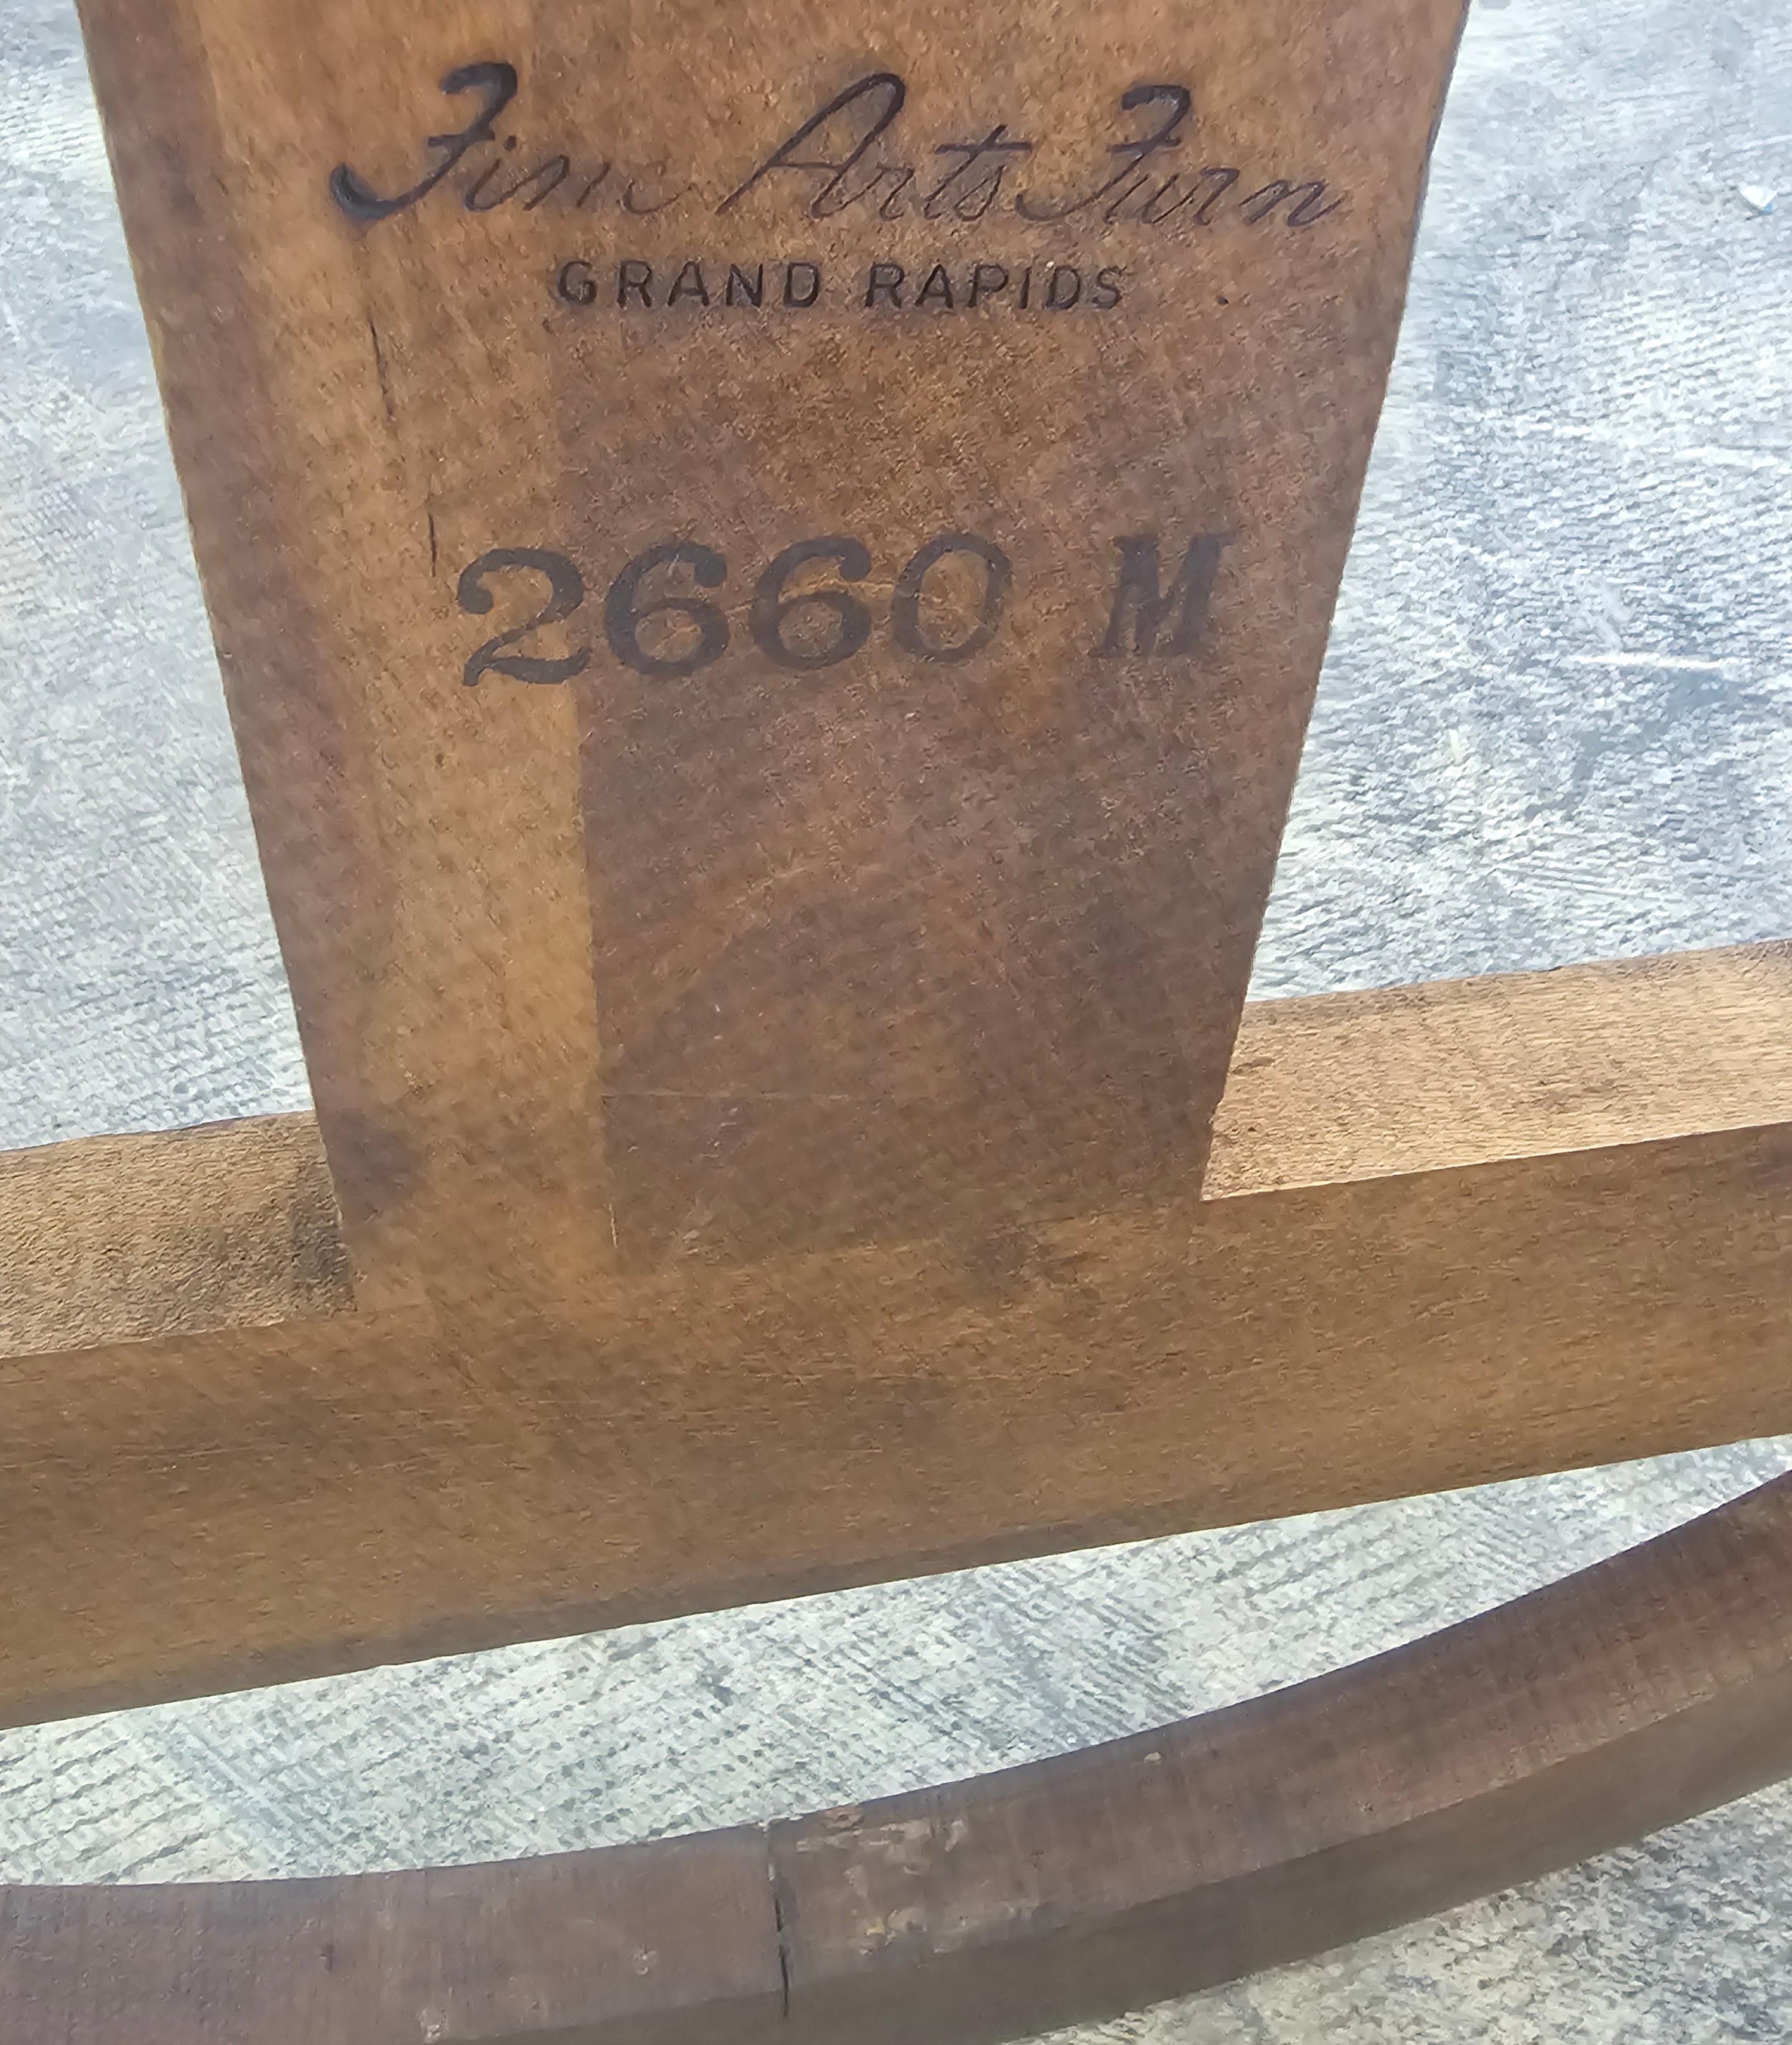 Fine Arts Furn
GRAND RAPIDS
2660 M